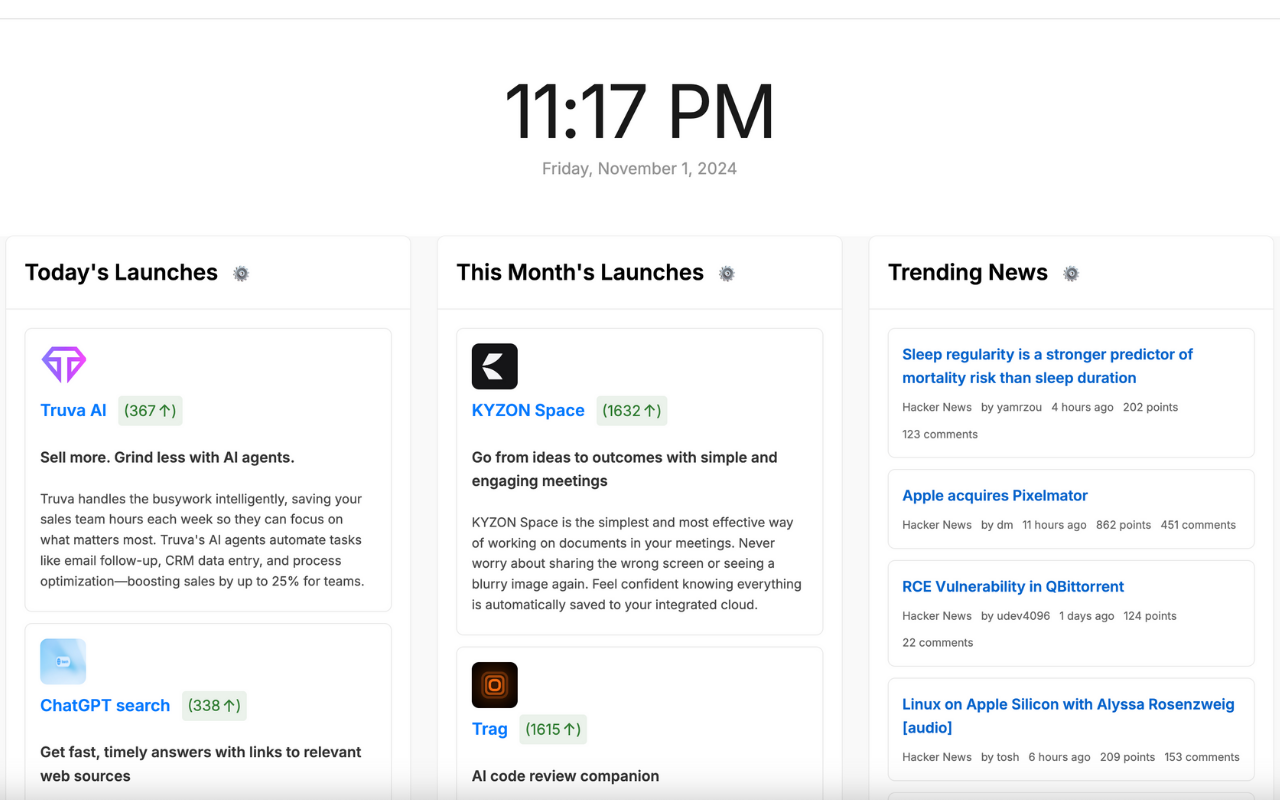 11:17 PM
Friday, November 1, 2024
Today's Launches
Truva AI (367↑)
Sell more. Grind less with AI agents.
Truva handles the busywork intelligently, saving your
sales team hours each week so they can focus on
what matters most. Truva's AI agents automate tasks
like email follow-up, CRM data entry, and process
optimization—boosting sales by up to 25% for teams.
ChatGPT search (338↑)
Get fast, timely answers with links to relevant
web sources
This Month's Launches
KYZON Space (1632↑)
Go from ideas to outcomes with simple and
engaging meetings
KYZON Space is the simplest and most effective way
of working on documents in your meetings. Never
worry about sharing the wrong screen or seeing a
blurry image again. Feel confident knowing everything
is automatically saved to your integrated cloud.
Trag (1615↑)
AI code review companion
Trending News
Sleep regularity is a stronger predictor of
mortality risk than sleep duration
Hacker News by yamrzou 4 hours ago 202 points
123 comments
Apple acquires Pixelmator
Hacker News by dm 11 hours ago 862 points 451 comments
RCE Vulnerability in QBittorrent
Hacker News by udev4096 1 days ago 124 points
22 comments
Linux on Apple Silicon with Alyssa Rosenzweig
[audio]
Hacker News by tosh 6 hours ago 209 points 153 comments